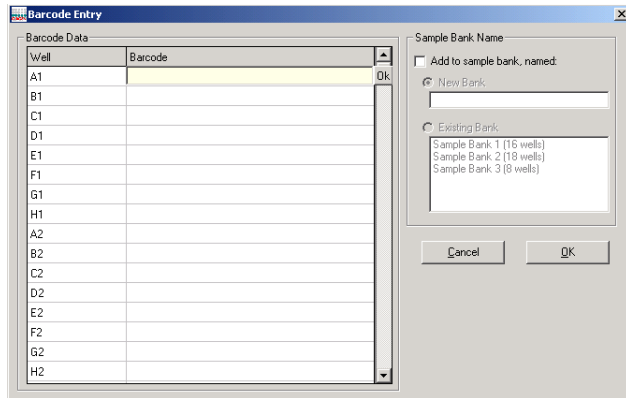 Barcode Entry
Barcode Data
Well Barcode
A1 Ok
B1
C1
D1
E1
F1
G1
H1
A2
B2
C2
D2
E2
F2
G2
H2
Sample Bank Name
Add to sample bank, named:
New Bank
Existing Bank
Sample Bank 1 (16 wells)
Sample Bank 2 (18 wells)
Sample Bank 3 (8 wells)
Cancel OK